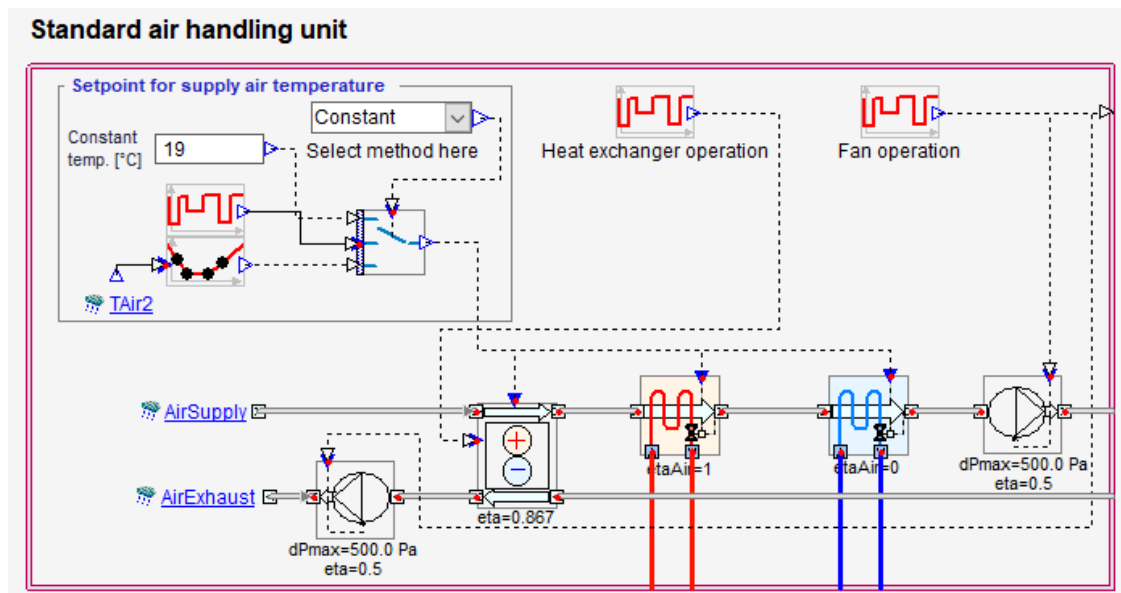 Standard air handling unit
Setpoint for supply air temperature
Constant
Constant
temp. [°C]
19
Select method here
Heat exchanger operation
Fan operation
TAir2
AirSupply
etaAir=1
etaAir=0
dPmax=500.0 Pa
eta=0.5
AirExhaust
eta=0.867
dPmax=500.0 Pa
eta=0.5